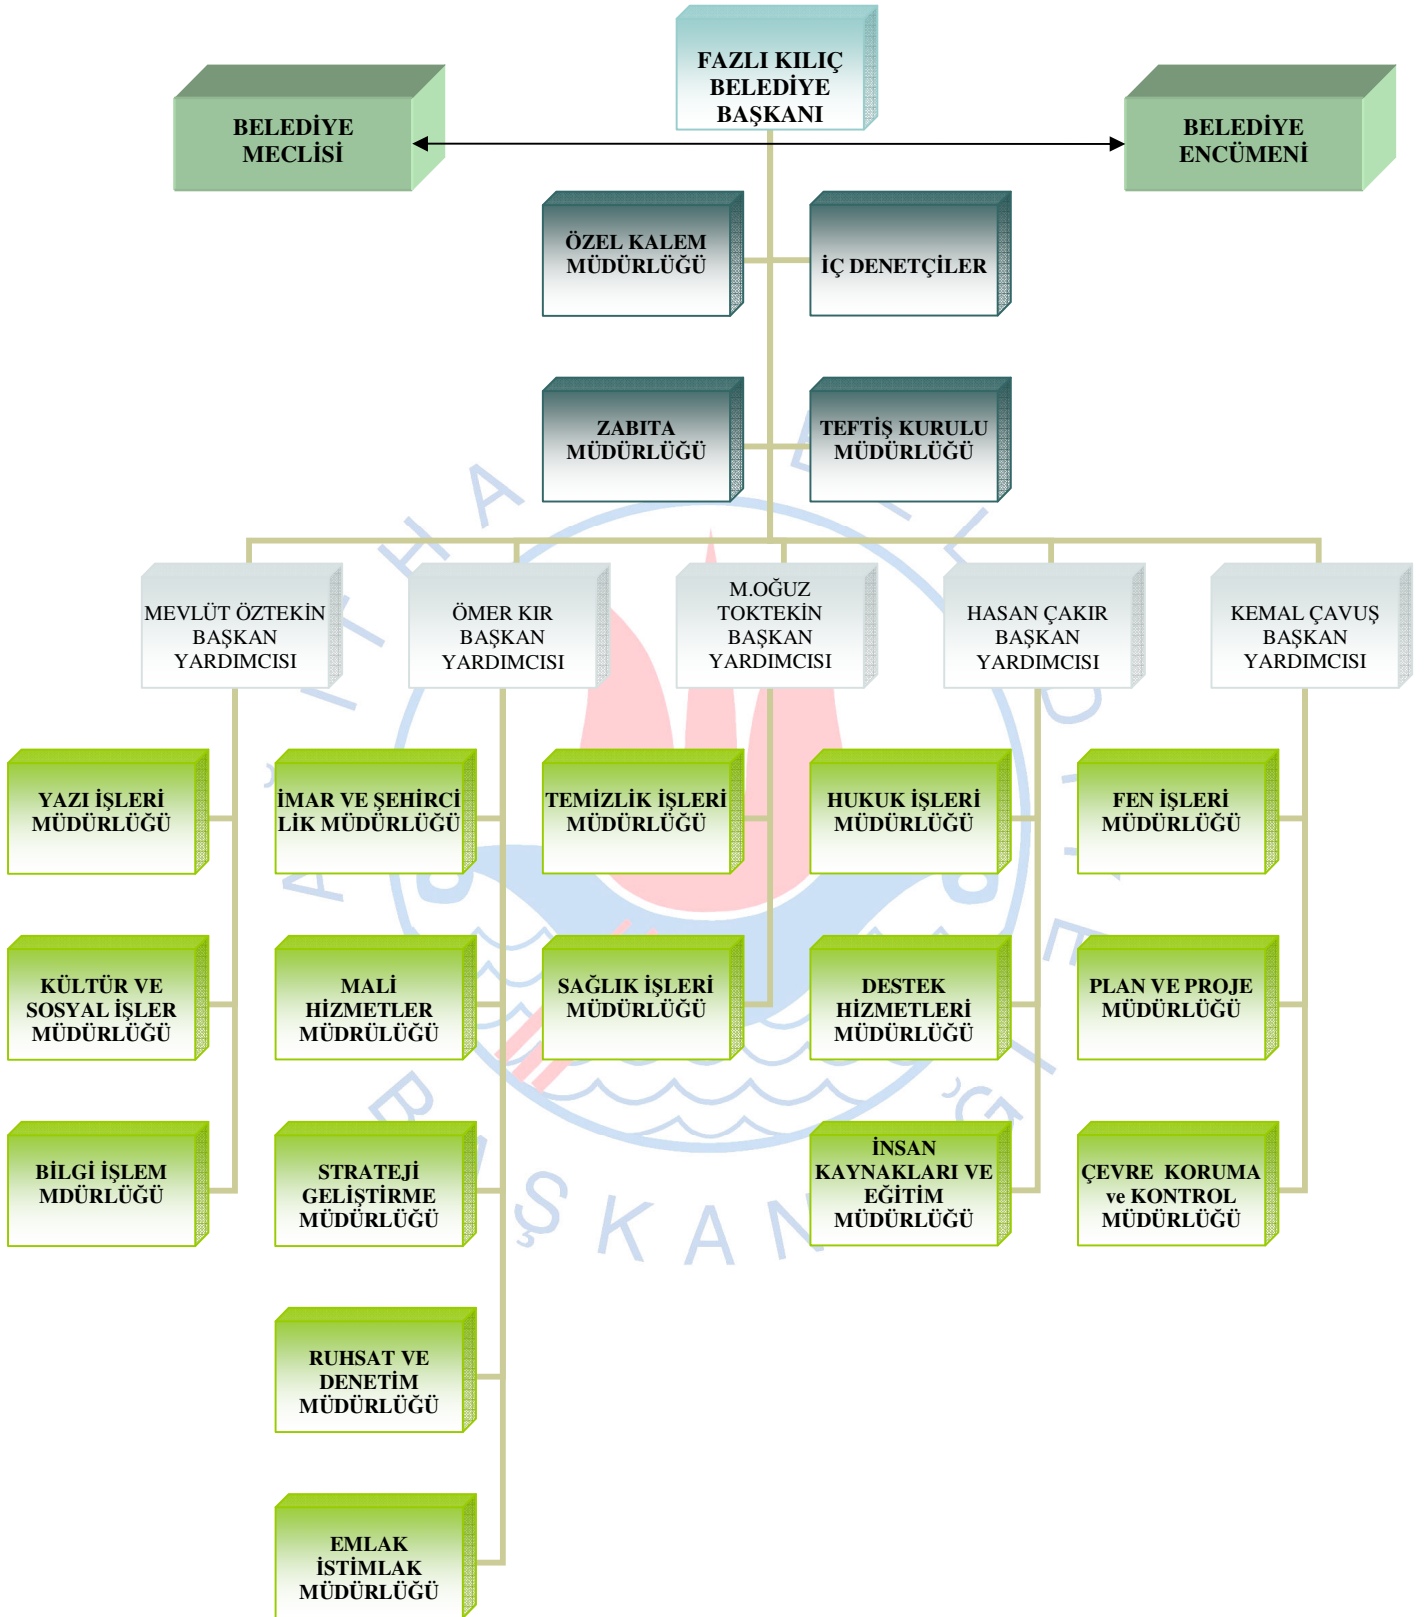 FAZLI KILIÇ
BELEDİYE
BAŞKANI
BELEDİYE
MECLİSİ
BELEDİYE
ENCÜMENİ
ÖZEL KALEM
MÜDÜRLÜĞÜ
İÇ DENETÇİLER
ZABITA
MÜDÜRLÜĞÜ
TEFTİŞ KURULU
MÜDÜRLÜĞÜ
MEVLÜT ÖZTEKİN
BAŞKAN
YARDIMCISI
ÖMER KIR
BAŞKAN
YARDIMCISI
M.OĞUZ
TOKTEKİN
BAŞKAN
YARDIMCISI
HASAN ÇAKIR
BAŞKAN
YARDIMCISI
KEMAL ÇAVUŞ
BAŞKAN
YARDIMCISI
YAZI İŞLERİ
MÜDÜRLÜĞÜ
İMAR VE ŞEHİRCİ
LİK MÜDÜRLÜĞÜ
TEMİZLİK İŞLERİ
MÜDÜRLÜĞÜ
HUKUK İŞLERİ
MÜDÜRLÜĞÜ
FEN İŞLERİ
MÜDÜRLÜĞÜ
KÜLTÜR VE
SOSYAL İŞLER
MÜDÜRLÜĞÜ
MALİ
HİZMETLER
MÜDRÜLÜĞÜ
SAĞLIK İŞLERİ
MÜDÜRLÜĞÜ
DESTEK
HİZMETLERİ
MÜDÜRLÜĞÜ
PLAN VE PROJE
MÜDÜRLÜĞÜ
BİLGİ İŞLEM
MDÜRLÜĞÜ
STRATEJİ
GELİŞTİRME
MÜDÜRLÜĞÜ
İNSAN
KAYNAKLARI VE
EĞİTİM
MÜDÜRLÜĞÜ
ÇEVRE  KORUMA
ve KONTROL
MÜDÜRLÜĞÜ
RUHSAT VE
DENETİM
MÜDÜRLÜĞÜ
EMLAK
İSTİMLAK
MÜDÜRLÜĞÜ